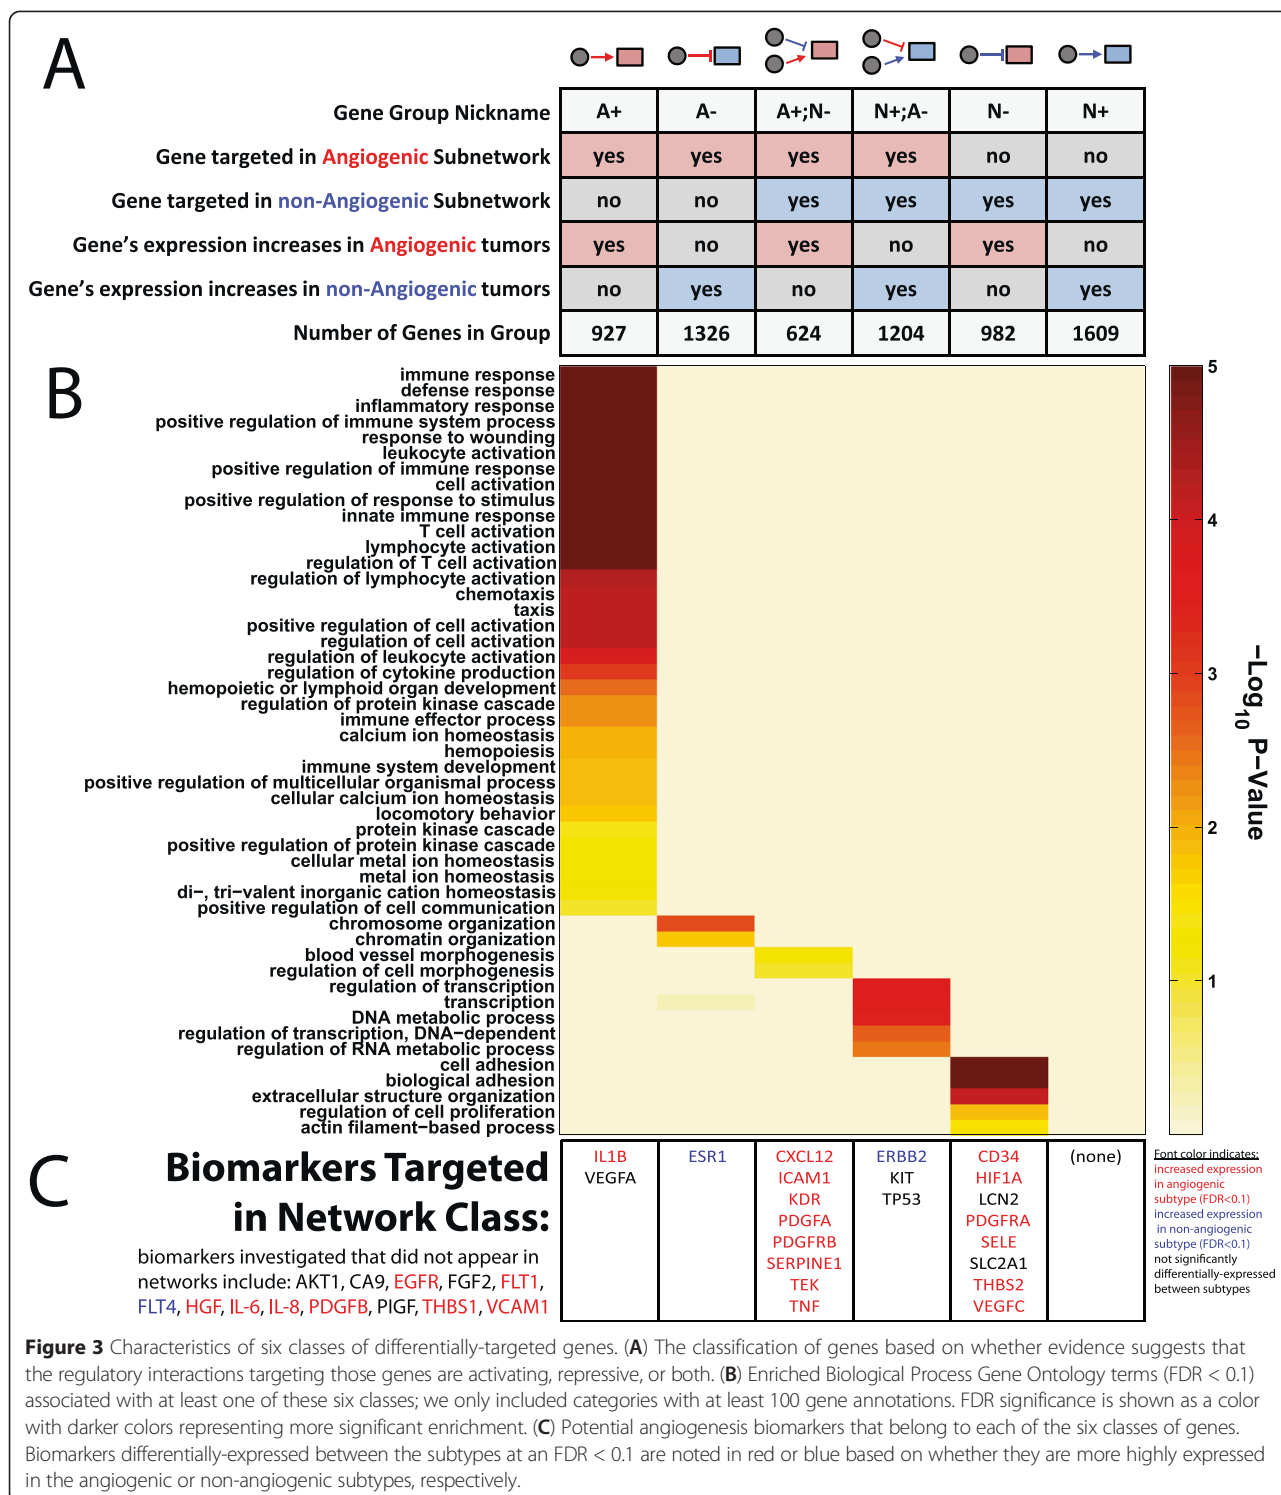 A
Gene Group Nickname A+ A- A+;N- N+;A- N- N+
Gene targeted in Angiogenic Subnetwork yes yes yes yes no no
Gene targeted in non-Angiogenic Subnetwork no no yes yes yes yes
Gene's expression increases in Angiogenic tumors yes no yes no yes no
Gene's expression increases in non-Angiogenic tumors no yes no yes no yes
Number of Genes in Group 927 1326 624 1204 982 1609
B
immune response
defense response
inflammatory response
positive regulation of immune system process
response to wounding
leukocyte activation
positive regulation of immune response
cell activation
positive regulation of response to stimulus
innate immune response
T cell activation
lymphocyte activation
regulation of T cell activation
regulation of lymphocyte activation
chemotaxis
taxis
positive regulation of cell activation
regulation of cell activation
regulation of leukocyte activation
regulation of cytokine production
hemopoietic or lymphoid organ development
regulation of protein kinase cascade
immune effector process
calcium ion homeostasis
hemopoiesis
immune system development
positive regulation of multicellular organismal process
cellular calcium ion homeostasis
locomotory behavior
protein kinase cascade
positive regulation of protein kinase cascade
cellular metal ion homeostasis
metal ion homeostasis
di−, tri−valent inorganic cation homeostasis
positive regulation of cell communication
chromosome organization
chromatin organization
blood vessel morphogenesis
regulation of cell morphogenesis
regulation of transcription
transcription
DNA metabolic process
regulation of transcription, DNA−dependent
regulation of RNA metabolic process
cell adhesion
biological adhesion
extracellular structure organization
regulation of cell proliferation
actin filament−based process
5
4
3
2
1
−Log10 P−Value
C
Biomarkers Targeted
in Network Class:
biomarkers investigated that did not appear in
networks include: AKT1, CA9, EGFR, FGF2, FLT1,
FLT4, HGF, IL-6, IL-8, PDGFB, PIGF, THBS1, VCAM1
IL1B
VEGFA
ESR1
CXCL12
ICAM1
KDR
PDGFA
PDGFRB
SERPINE1
TEK
TNF
ERBB2
KIT
TP53
CD34
HIF1A
LCN2
PDGFRA
SELE
SLC2A1
THBS2
VEGFC
(none)
Font color indicates:
increased expression
in angiogenic
subtype (FDR<0.1)
increased expression
in non-angiogenic
subtype (FDR<0.1)
not significantly
differentially-expressed
between subtypes
Figure 3 Characteristics of six classes of differentially-targeted genes. (A) The classification of genes based on whether evidence suggests that
the regulatory interactions targeting those genes are activating, repressive, or both. (B) Enriched Biological Process Gene Ontology terms (FDR < 0.1)
associated with at least one of these six classes; we only included categories with at least 100 gene annotations. FDR significance is shown as a color
with darker colors representing more significant enrichment. (C) Potential angiogenesis biomarkers that belong to each of the six classes of genes.
Biomarkers differentially-expressed between the subtypes at an FDR < 0.1 are noted in red or blue based on whether they are more highly expressed
in the angiogenic or non-angiogenic subtypes, respectively.